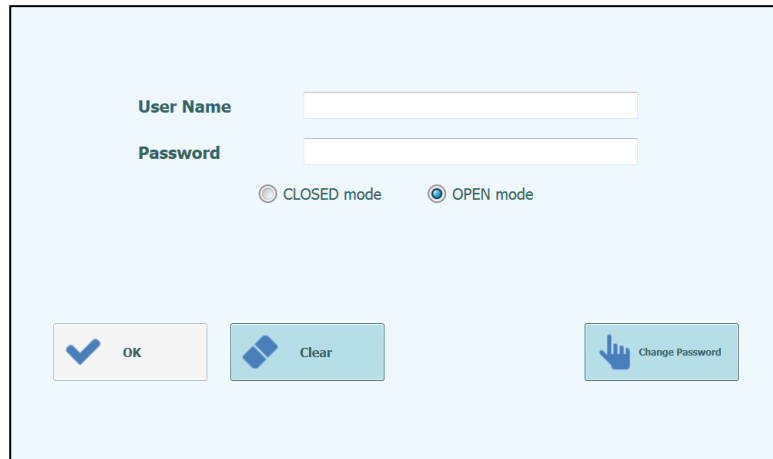 User Name
Password
CLOSED mode OPEN mode
OK Clear Change Password